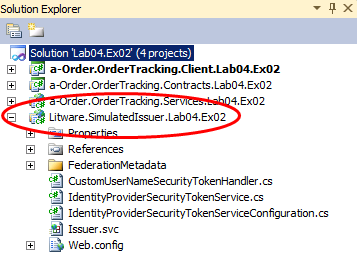 Solution Explorer
Solution 'Lab04.Ex02' (4 projects)
a-Order.OrderTracking.Client.Lab04.Ex02
a-Order.OrderTracking.Contracts.Lab04.Ex02
a-Order.OrderTracking.Services.Lab04.Ex02
Litware.SimulatedIssuer.Lab04.Ex02
Properties
References
FederationMetadata
CustomUserNameSecurityTokenHandler.cs
IdentityProviderSecurityTokenService.cs
IdentityProviderSecurityTokenServiceConfiguration.cs
Issuer.svc
Web.config